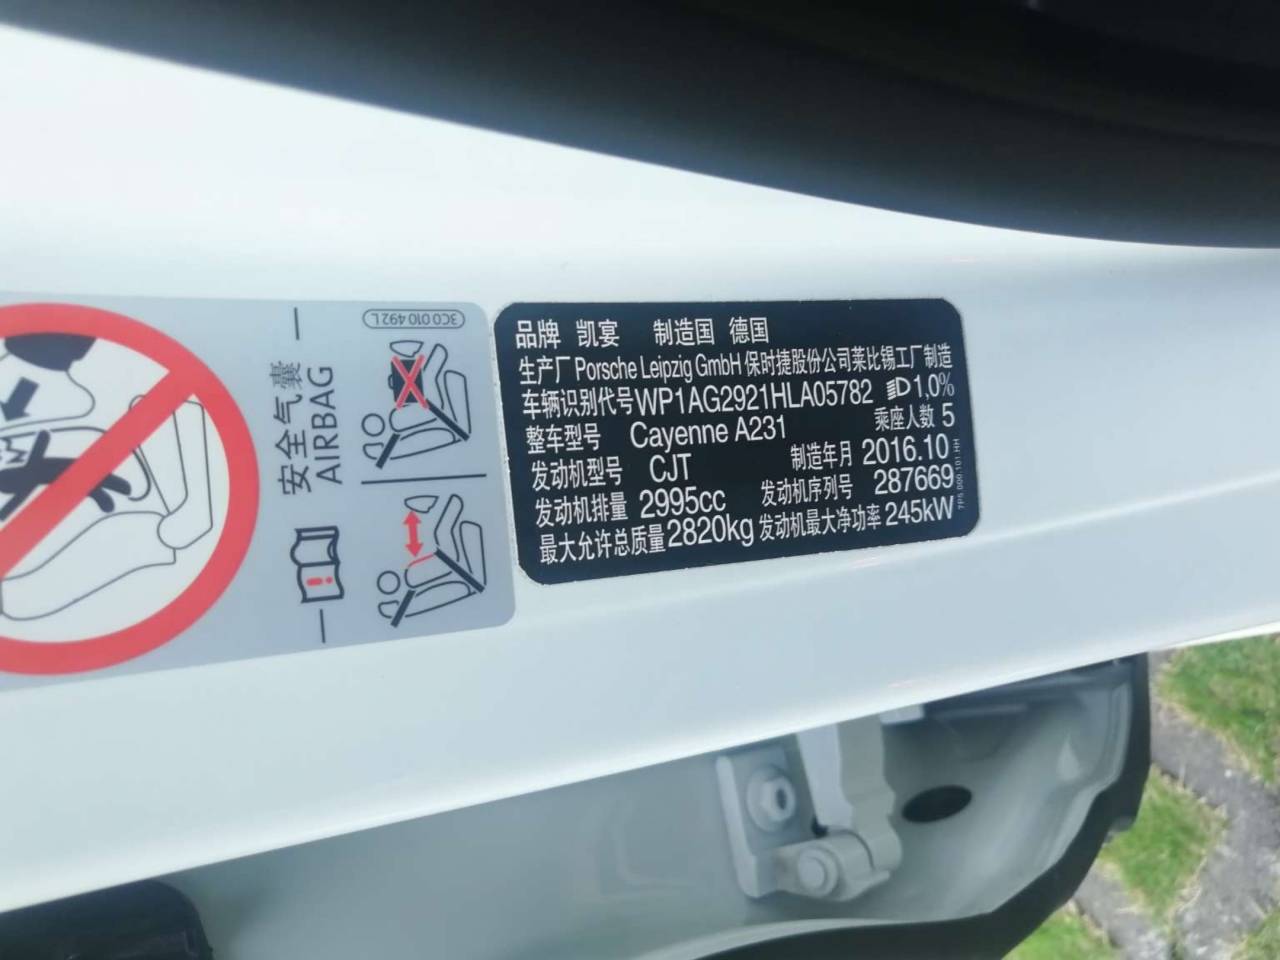 3C0 010 492 L
安全气囊
AIRBAG
品牌 凯宴 制造国 德国
生产厂 Porsche Leipzig GmbH 保时捷股份公司莱比锡工厂制造
车辆识别代号 WP1AG2921HLA05782 1,0%
整车型号 Cayenne A231 乘座人数 5
发动机型号 CJT 制造年月 2016.10
发动机排量 2995cc 发动机序列号 287669
最大允许总质量 2820kg 发动机最大净功率 245kW
7P5.000.101.HH